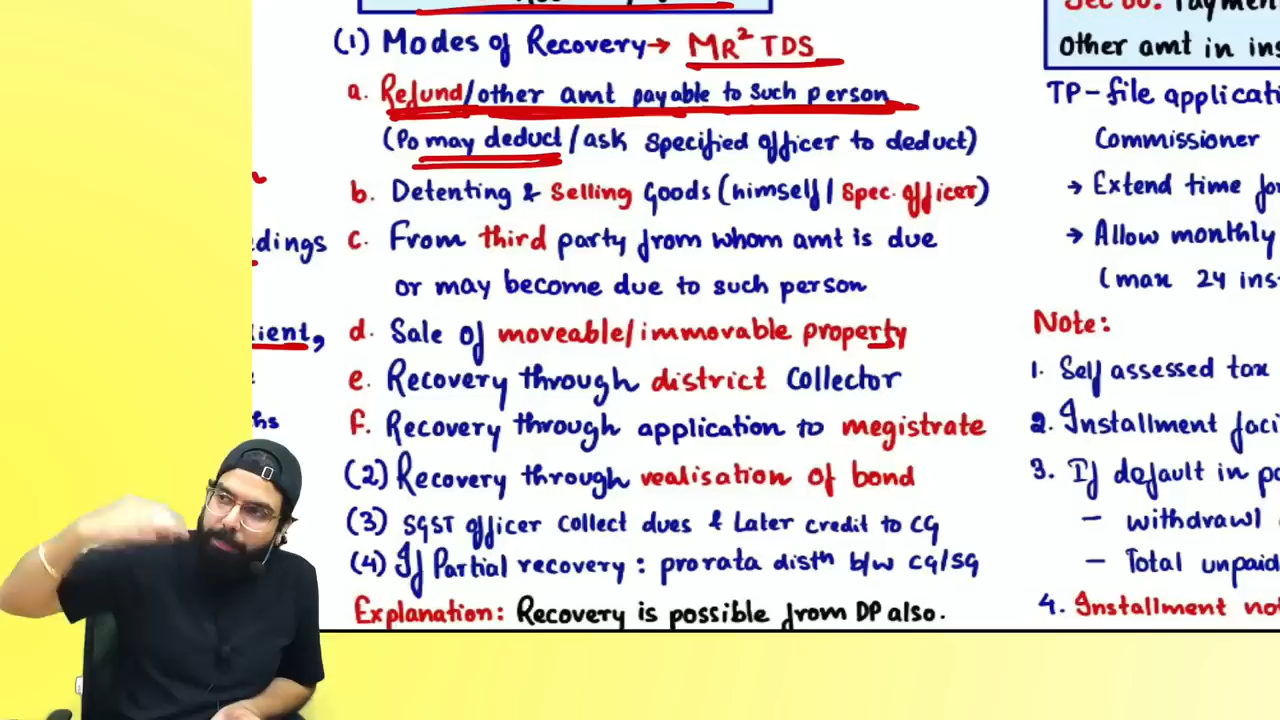 (1) Modes of Recovery → MR² TDS
a. Refund/other amt payable to such person
(Po may deduct/ask specified officer to deduct)
b. Detenting & Selling Goods (himself/Spec. officer)
edings
c. From third party from whom amt is due
or may become due to such person
lient,
d. Sale of moveable/immovable property
e. Recovery through district collector
hs
f. Recovery through application to megistrate
(2) Recovery through realisation of bond
(3) SGST officer collect dues & Later credit to CG
(4) If Partial recovery: prorata distn b/w CG/SG
Explanation: Recovery is possible from DP also.
Other amt in ins
TP-file applicati
Commissioner
→ Extend time for
→ Allow monthly
(max 24 ins
Note:
1. Self assessed tax
2. Installment faci
3. If default in pa
- withdrawl
- Total unpaid
4. Installment not